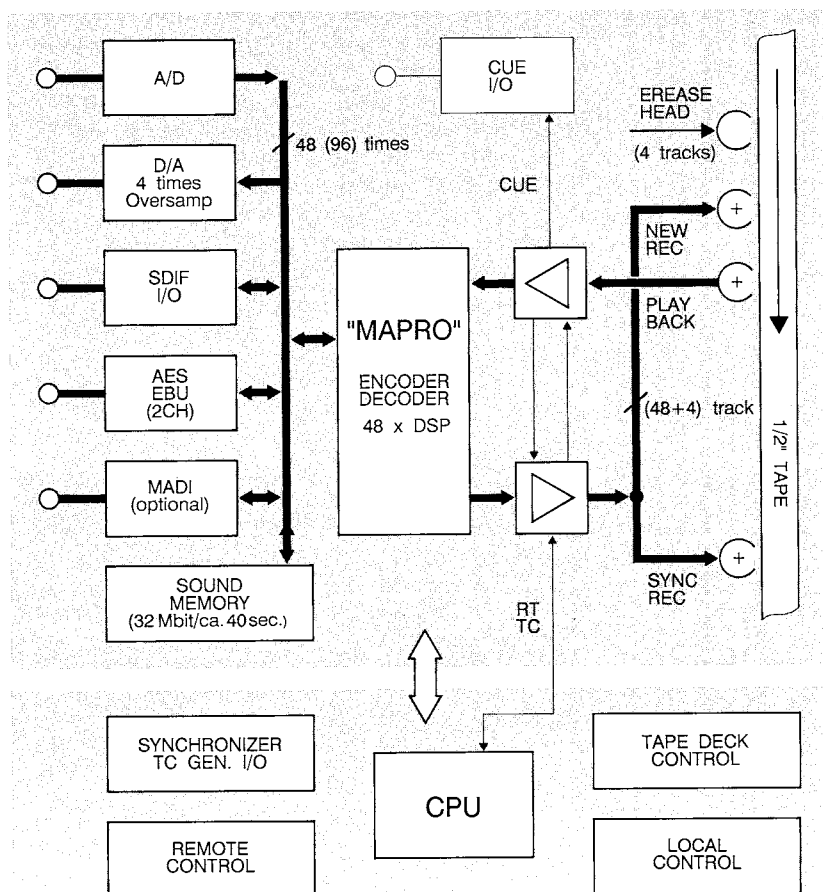 A/D
CUE
I/O
EREASE
HEAD
(4 tracks)
48 (96) times
D/A
4 times
Oversamp
CUE
NEW
REC
SDIF
I/O
"MAPRO"
ENCODER
DECODER
48 x DSP
PLAY
BACK
AES
EBU
(2CH)
(48+4) track
1/2" TAPE
MADI
(optional)
SOUND
MEMORY
(32 Mbit/ca. 40 sec.)
SYNC
REC
RT
TC
SYNCHRONIZER
TC GEN. I/O
CPU
TAPE DECK
CONTROL
REMOTE
CONTROL
LOCAL
CONTROL